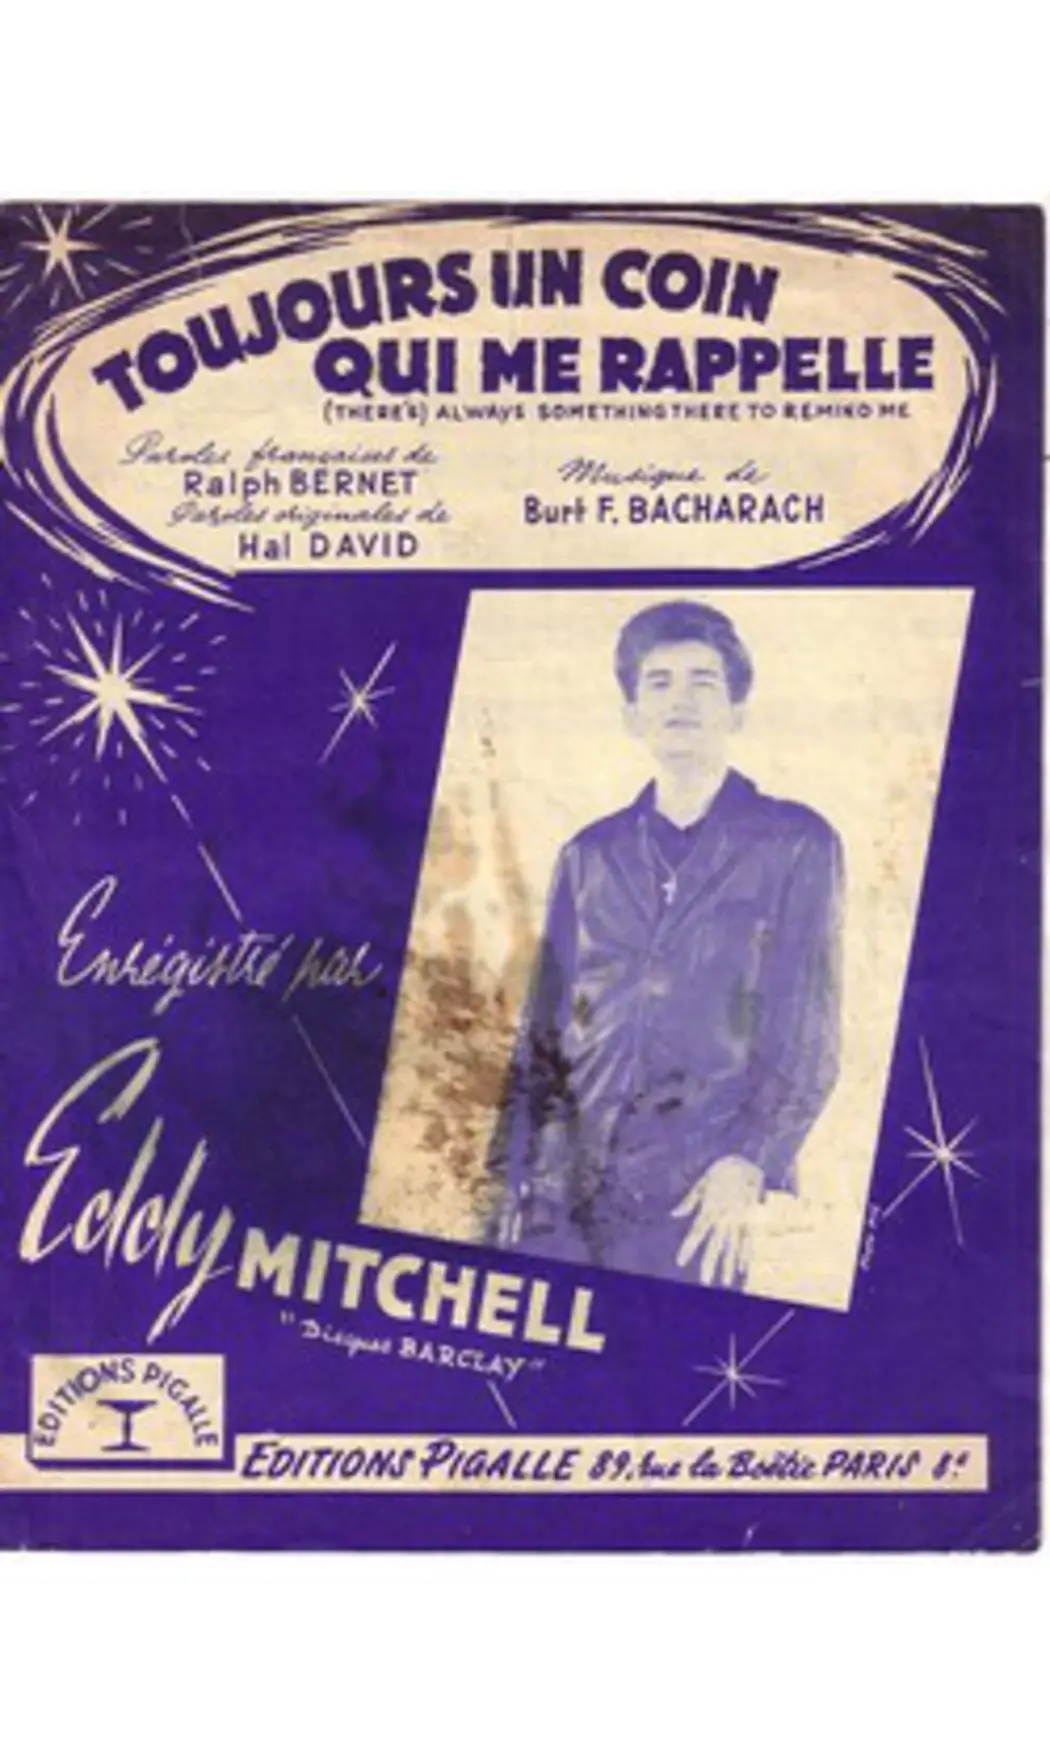 TOUJOURS UN COIN
QUI ME RAPPELLE
(THERE'S) ALWAYS SOMETHING THERE TO REMIND ME
Paroles françaises de
Ralph BERNET
Paroles originales de
Hal DAVID
Musique de
Burt F. BACHARACH
Enrégistré par
Eddy MITCHELL
"Disques BARCLAY"
EDITIONS PIGALLE
EDITIONS PIGALLE 89, rue la Boëtie PARIS 8e